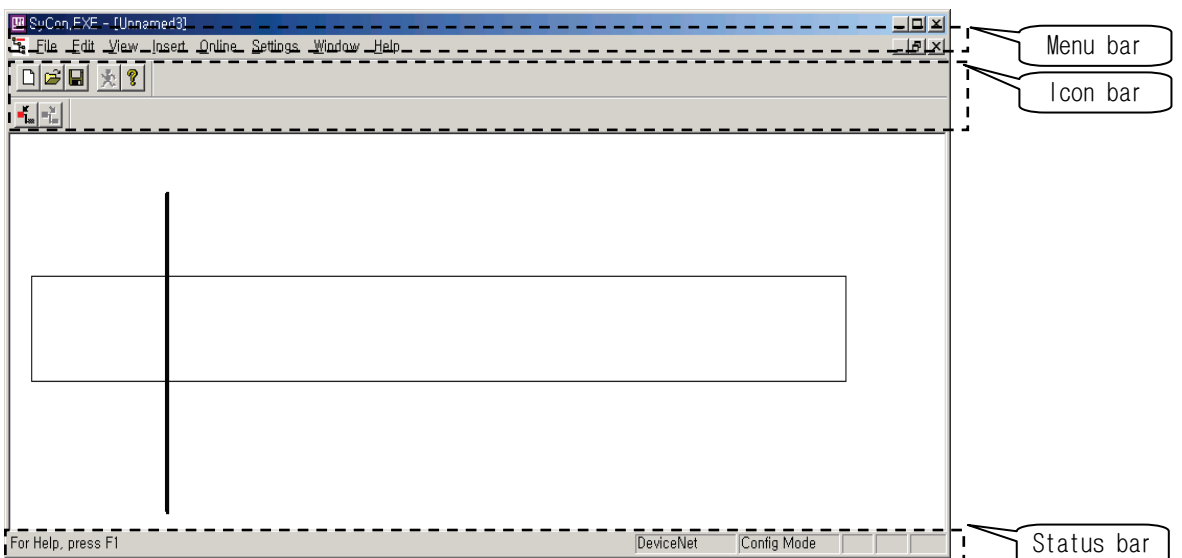 SyCon.EXE - [Unnamed3]
File Edit View Insert Online Settings Window Help
Menu bar
Icon bar
For Help, press F1
DeviceNet
Config Mode
Status bar